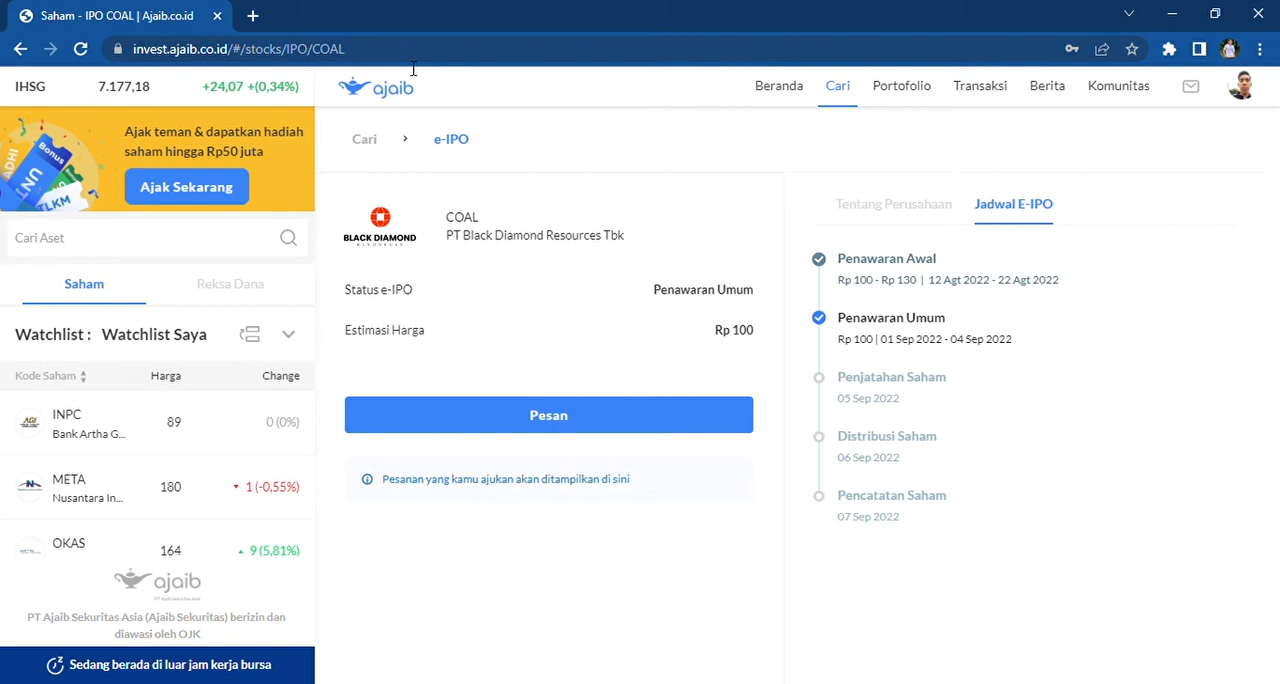 Saham - IPO COAL | Ajaib.co.id
invest.ajaib.co.id/#/stocks/IPO/COAL
IHSG 7.177,18 +24,07 +(0,34%)
ajaib
Beranda Cari Portofolio Transaksi Berita Komunitas
Ajak teman & dapatkan hadiah
saham hingga Rp50 juta
Ajak Sekarang
ADHI
Bonus
UNT
TLKM
Cari Aset
Saham Reksa Dana
Watchlist : Watchlist Saya
Kode Saham Harga Change
INPC 89 0 (0%)
Bank Artha G...
META 180 1 (-0,55%)
Nusantara In...
OKAS 164 9 (5,81%)
ajaib
PT Ajaib Sekuritas Asia (Ajaib Sekuritas) berizin dan
diawasi oleh OJK
Sedang berada di luar jam kerja bursa
Cari > e-IPO
BLACK DIAMOND
RESOURCES
COAL
PT Black Diamond Resources Tbk
Status e-IPO Penawaran Umum
Estimasi Harga Rp 100
Pesan
Pesanan yang kamu ajukan akan ditampilkan di sini
Tentang Perusahaan Jadwal E-IPO
Penawaran Awal
Rp 100 - Rp 130 | 12 Agt 2022 - 22 Agt 2022
Penawaran Umum
Rp 100 | 01 Sep 2022 - 04 Sep 2022
Penjatahan Saham
05 Sep 2022
Distribusi Saham
06 Sep 2022
Pencatatan Saham
07 Sep 2022